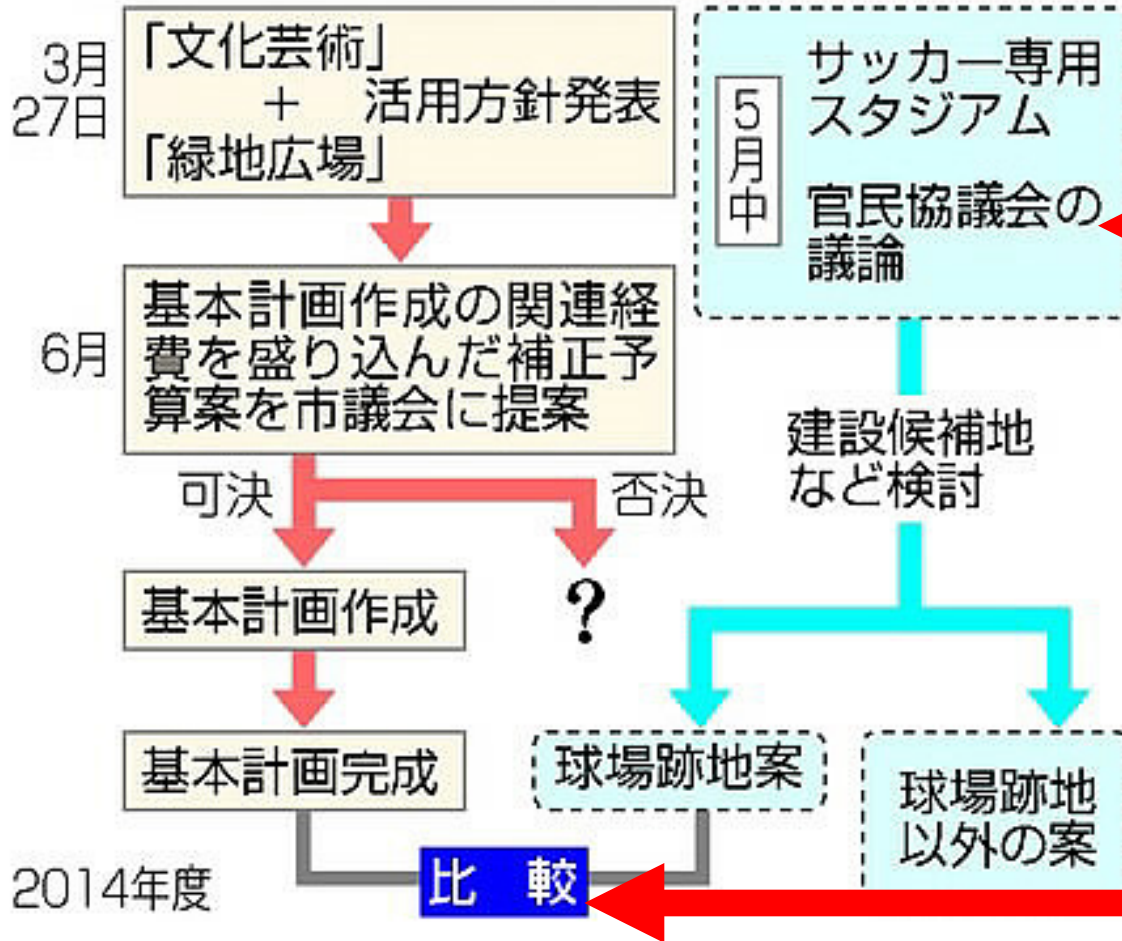 3月
27日
「文化芸術」
＋ 活用方針発表
「緑地広場」
5月中
サッカー専用
スタジアム
官民協議会の
議論
6月
基本計画作成の関連経
費を盛り込んだ補正予
算案を市議会に提案
可決
否決
建設候補地
など検討
基本計画作成
?
基本計画完成
球場跡地案
球場跡地
以外の案
2014年度
比較